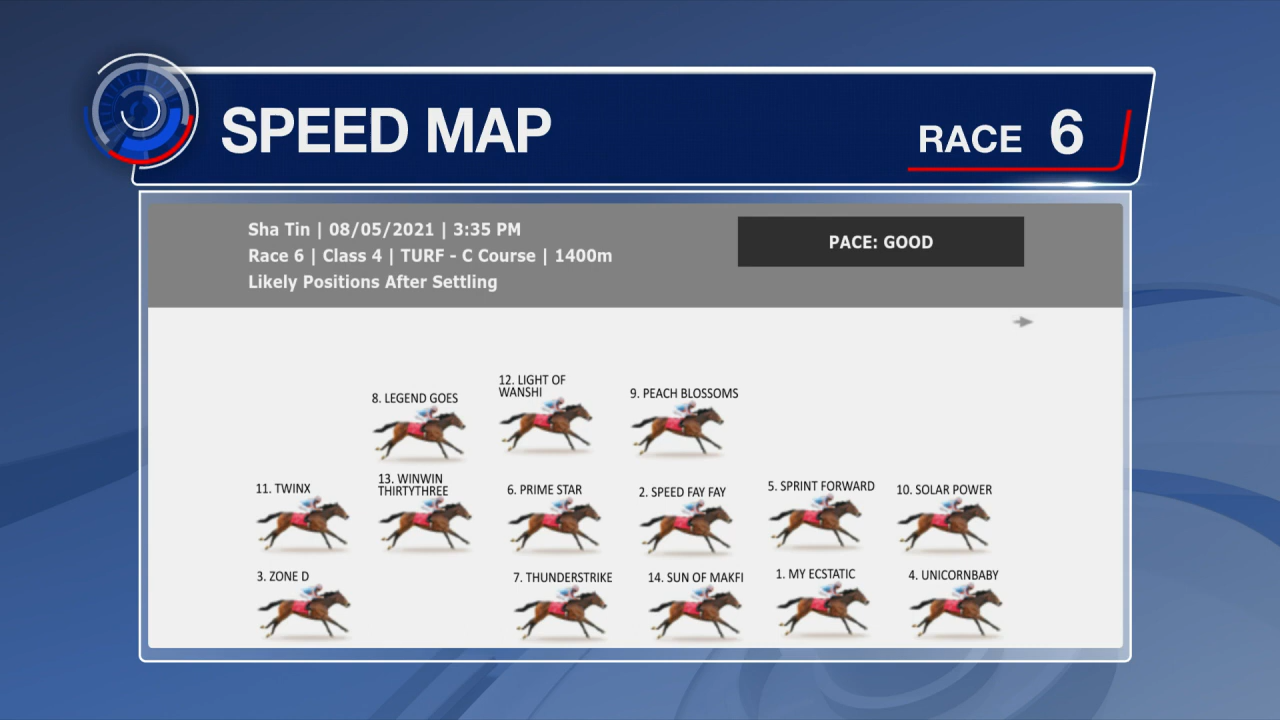 SPEED MAP
RACE 6
Sha Tin | 08/05/2021 | 3:35 PM
Race 6 | Class 4 | TURF - C Course | 1400m
Likely Positions After Settling
PACE: GOOD
8. LEGEND GOES
12. LIGHT OF
WANSHI
9. PEACH BLOSSOMS
11. TWINX
13. WINWIN
THIRTYTHREE
6. PRIME STAR
2. SPEED FAY FAY
5. SPRINT FORWARD
10. SOLAR POWER
3. ZONE D
7. THUNDERSTRIKE
14. SUN OF MAKFI
1. MY ECSTATIC
4. UNICORNBABY